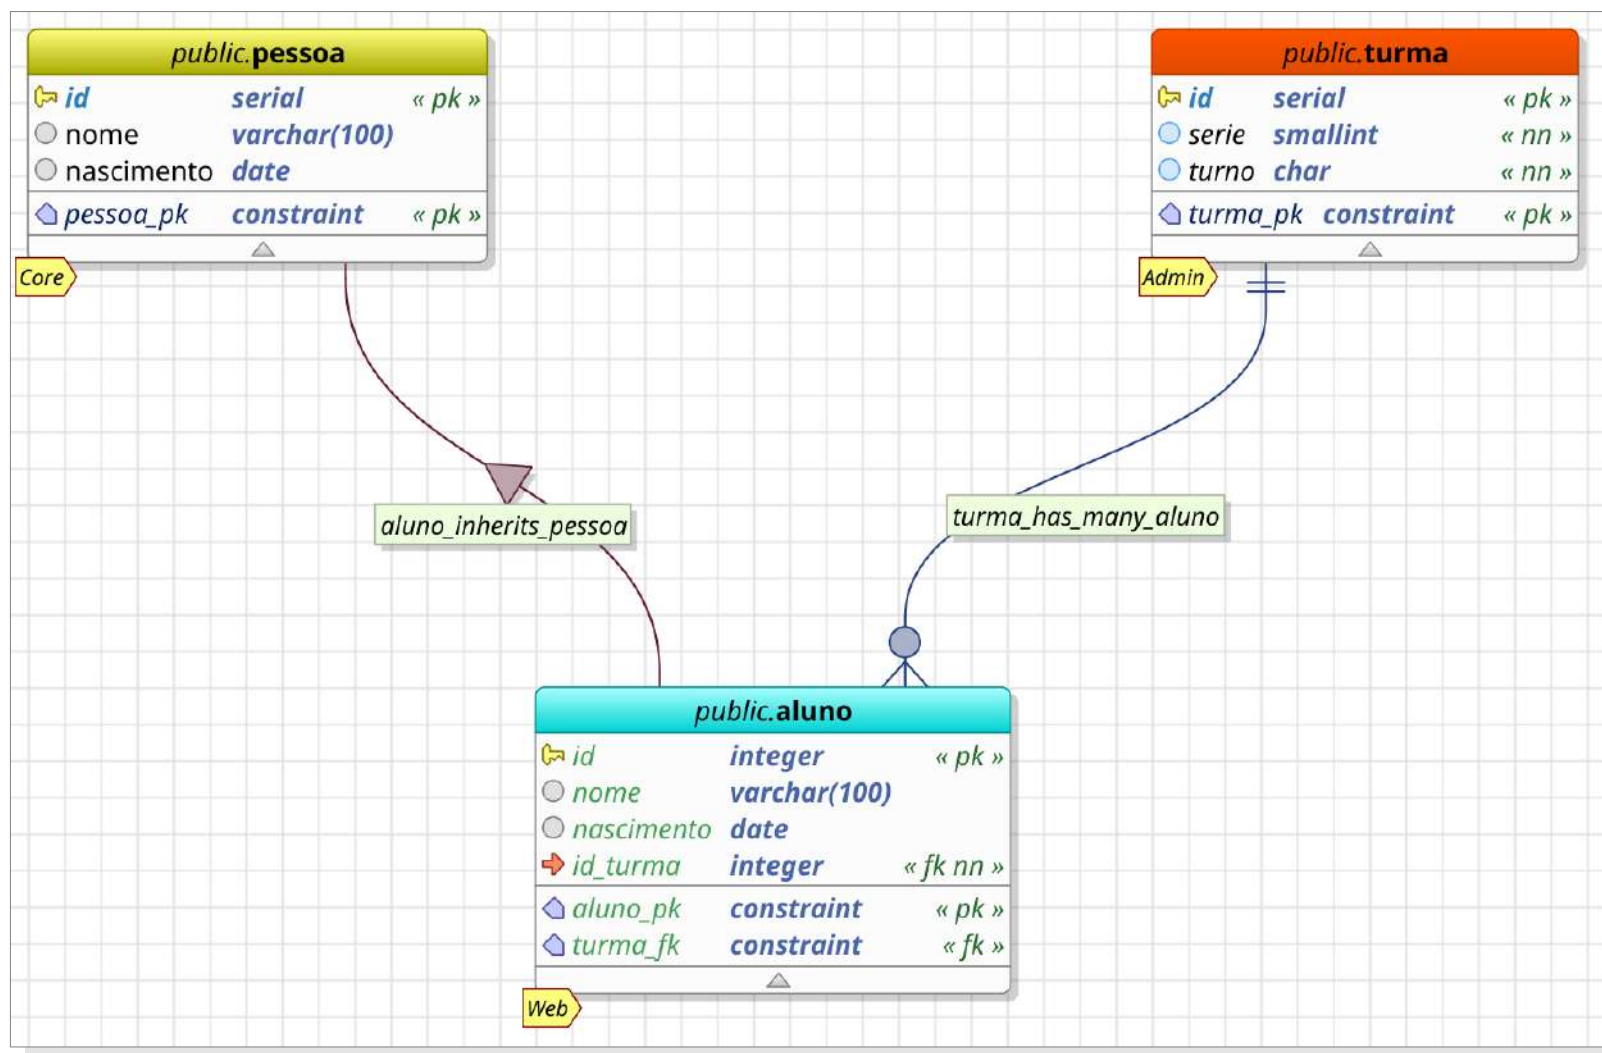 public.pessoa
id serial « pk »
nome varchar(100)
nascimento date
pessoa_pk constraint « pk »
Core
public.turma
id serial « pk »
serie smallint « nn »
turno char « nn »
turma_pk constraint « pk »
Admin
aluno_inherits_pessoa
turma_has_many_aluno
public.aluno
id integer « pk »
nome varchar(100)
nascimento date
id_turma integer « fk nn »
aluno_pk constraint « pk »
turma_fk constraint « fk »
Web